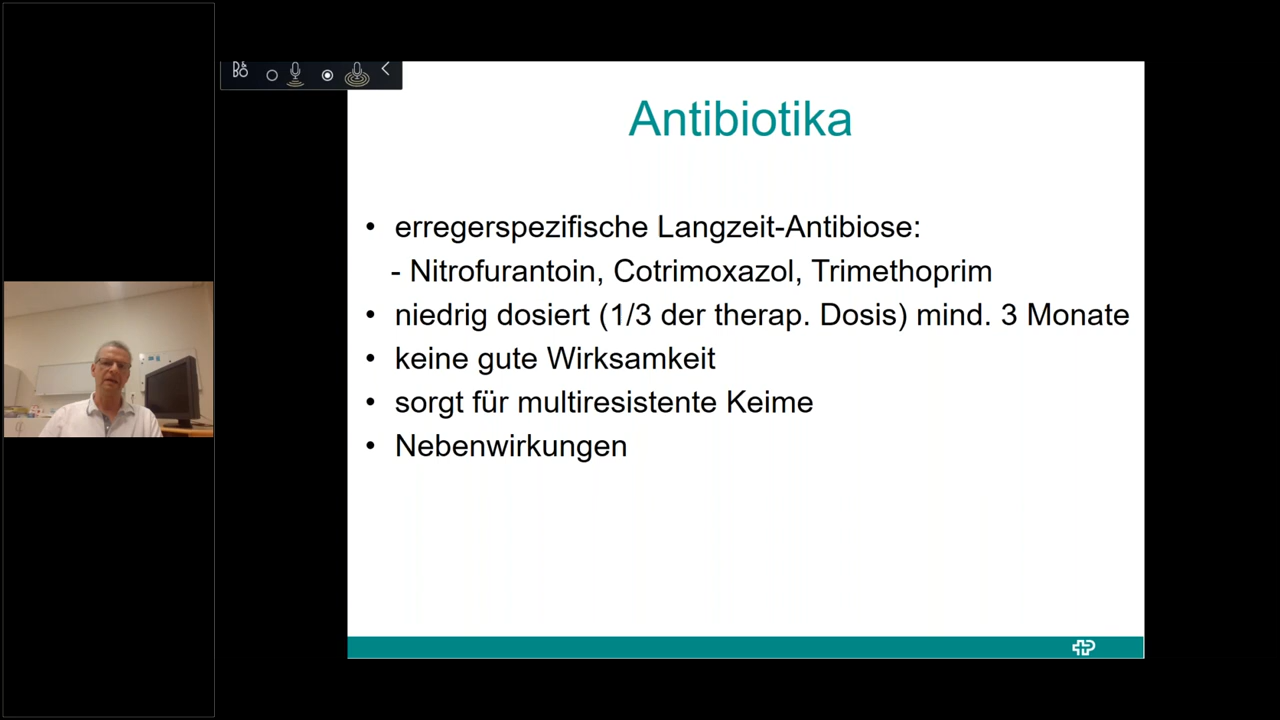 Antibiotika
• erregerspezifische Langzeit-Antibiose:
- Nitrofurantoin, Cotrimoxazol, Trimethoprim
• niedrig dosiert (1/3 der therap. Dosis) mind. 3 Monate
• keine gute Wirksamkeit
• sorgt für multiresistente Keime
• Nebenwirkungen